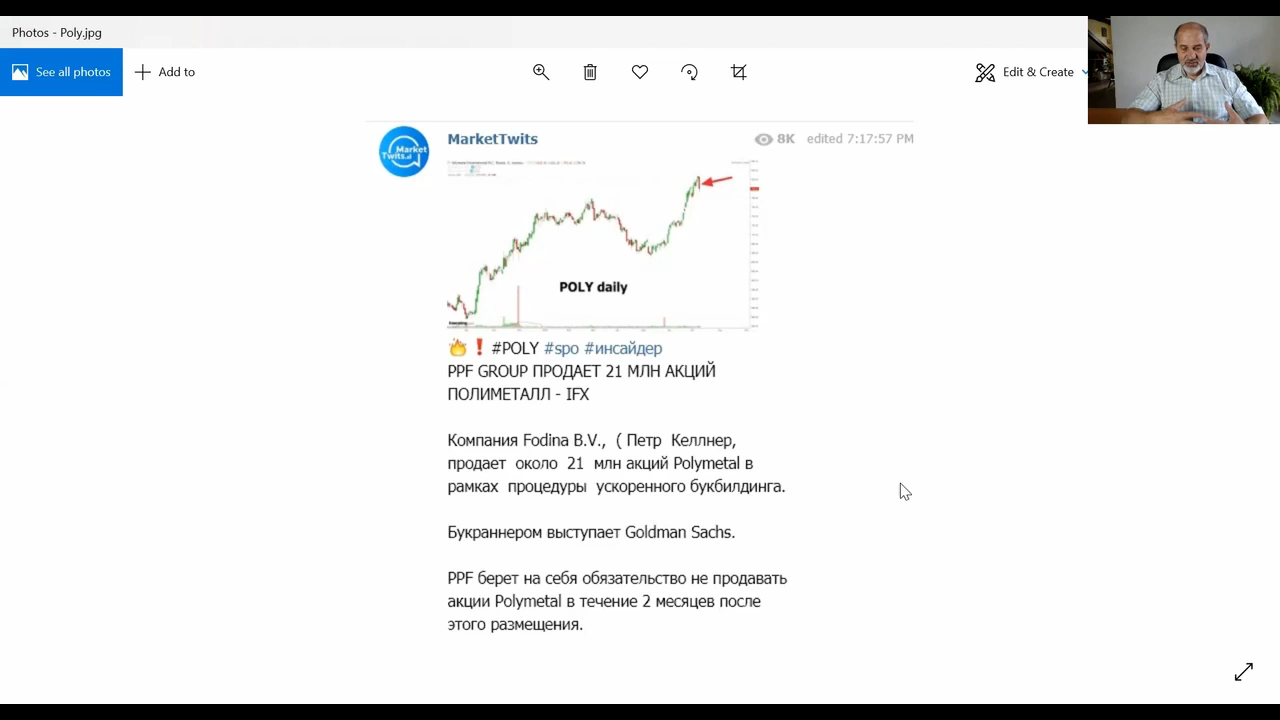 Photos - Poly.jpg
See all photos
Add to
Edit & Create
MarketTwits
8K edited 7:17:57 PM
Market
Twits
POLY daily
#POLY #spo #инсайдер
PPF GROUP ПРОДАЕТ 21 МЛН АКЦИЙ
ПОЛИМЕТАЛЛ - IFX
Компания Fodina B.V., ( Петр Келлнер,
продает около 21 млн акций Polymetal в
рамках процедуры ускоренного букбилдинга.
Букраннером выступает Goldman Sachs.
PPF берет на себя обязательство не продавать
акции Polymetal в течение 2 месяцев после
этого размещения.